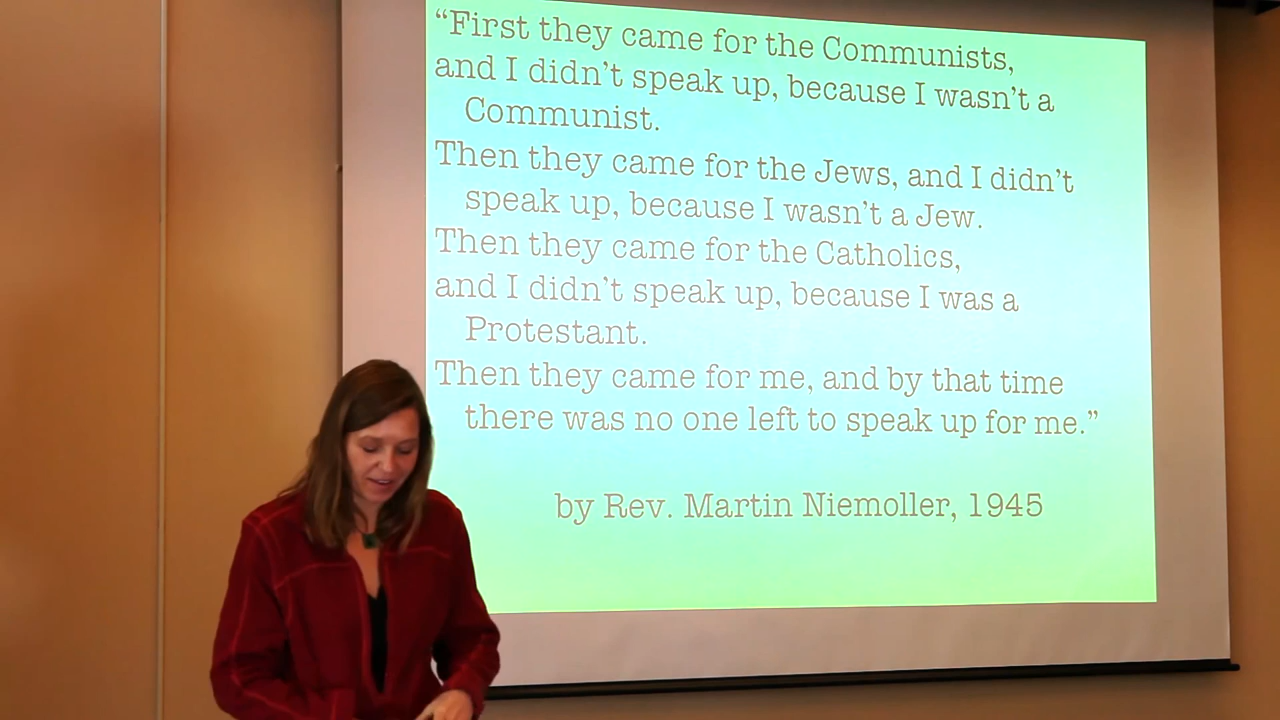 “First they came for the Communists,
and I didn’t speak up, because I wasn’t a
Communist.
Then they came for the Jews, and I didn’t
speak up, because I wasn’t a Jew.
Then they came for the Catholics,
and I didn’t speak up, because I was a
Protestant.
Then they came for me, and by that time
there was no one left to speak up for me.”
by Rev. Martin Niemoller, 1945